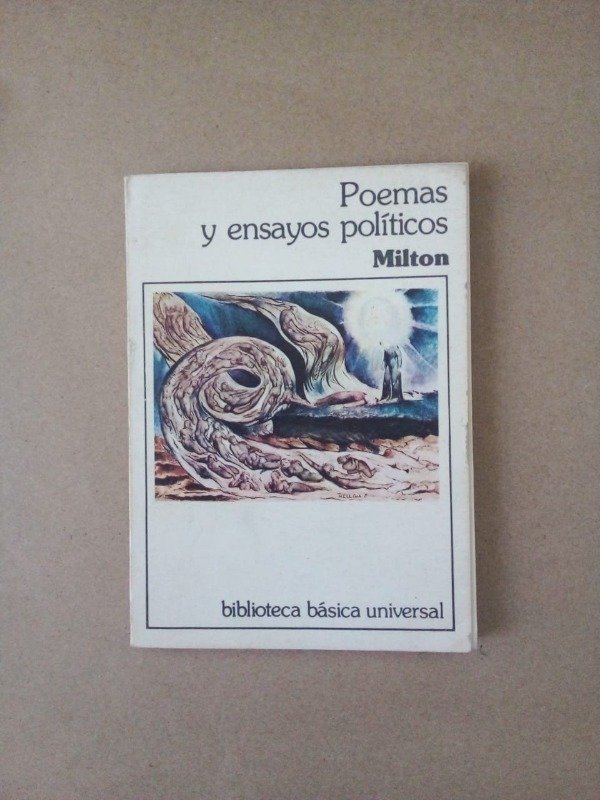 Poemas
y ensayos políticos
Milton
biblioteca básica universal